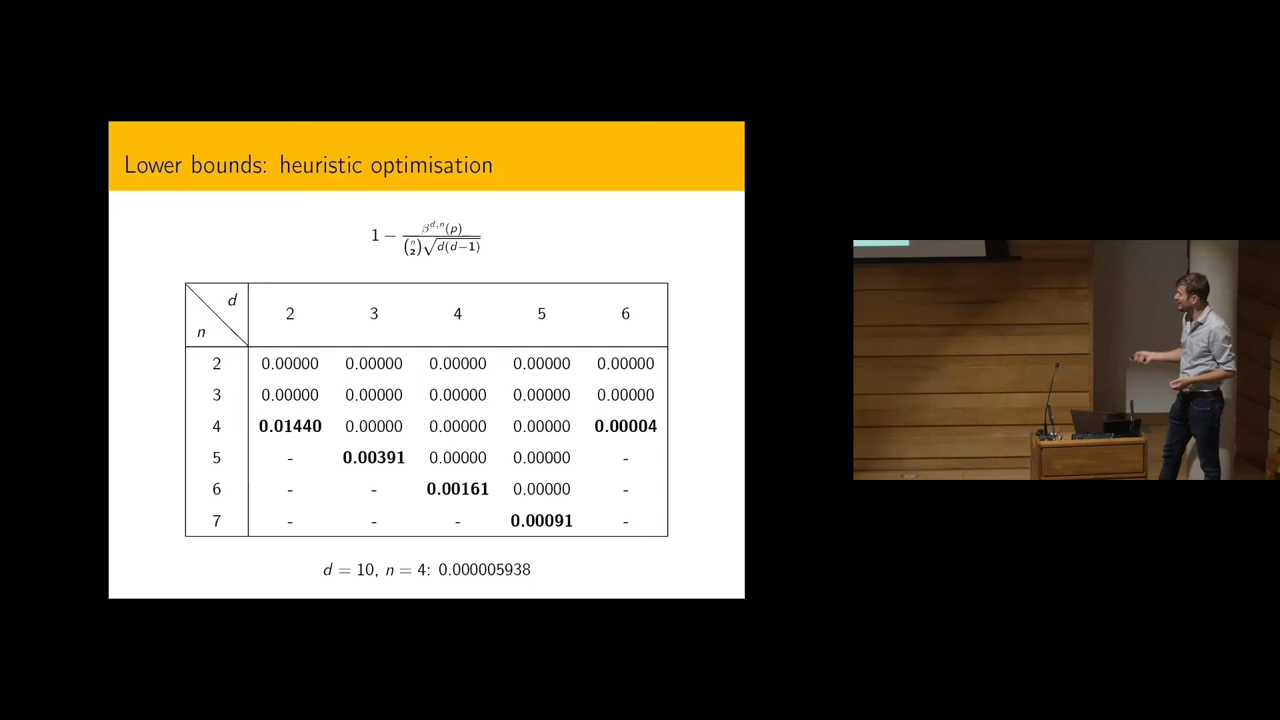 Lower bounds: heuristic optimisation
1 − β^{d,n}(p) / (n choose 2)√d(d−1)
d
n
2 3 4 5 6
2 0.00000 0.00000 0.00000 0.00000 0.00000
3 0.00000 0.00000 0.00000 0.00000 0.00000
4 0.01440 0.00000 0.00000 0.00000 0.00004
5 - 0.00391 0.00000 0.00000 -
6 - - 0.00161 0.00000 -
7 - - - 0.00091 -
d = 10, n = 4: 0.000005938